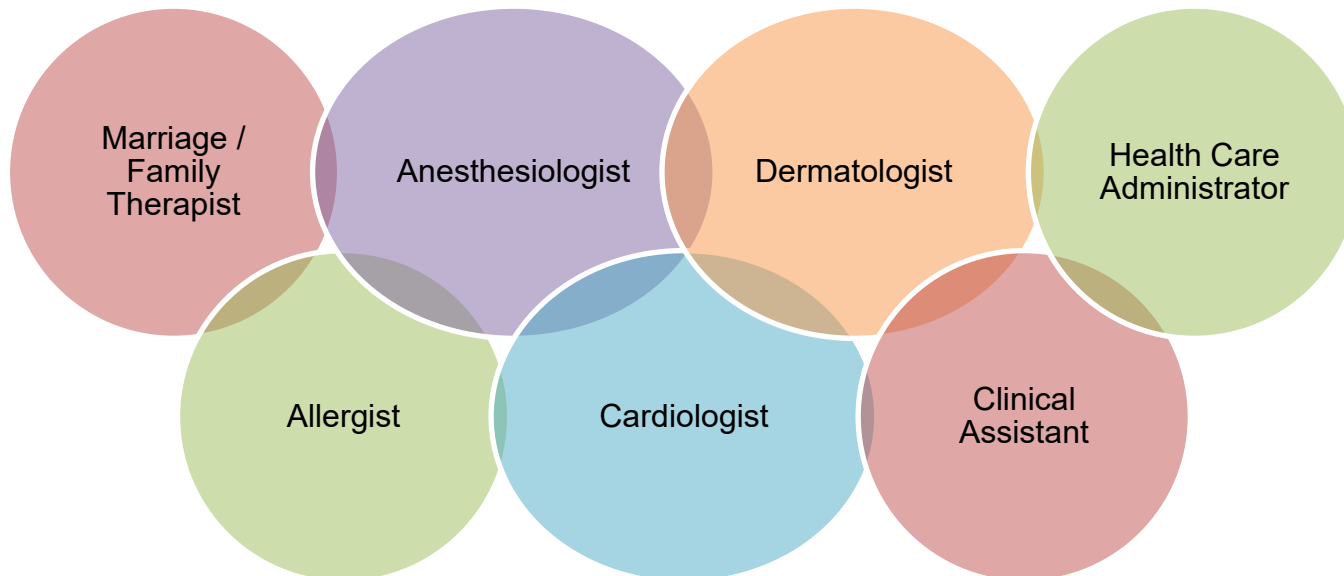 Marriage /
Family
Therapist
Anesthesiologist
Dermatologist
Health Care
Administrator
Allergist
Cardiologist
Clinical
Assistant